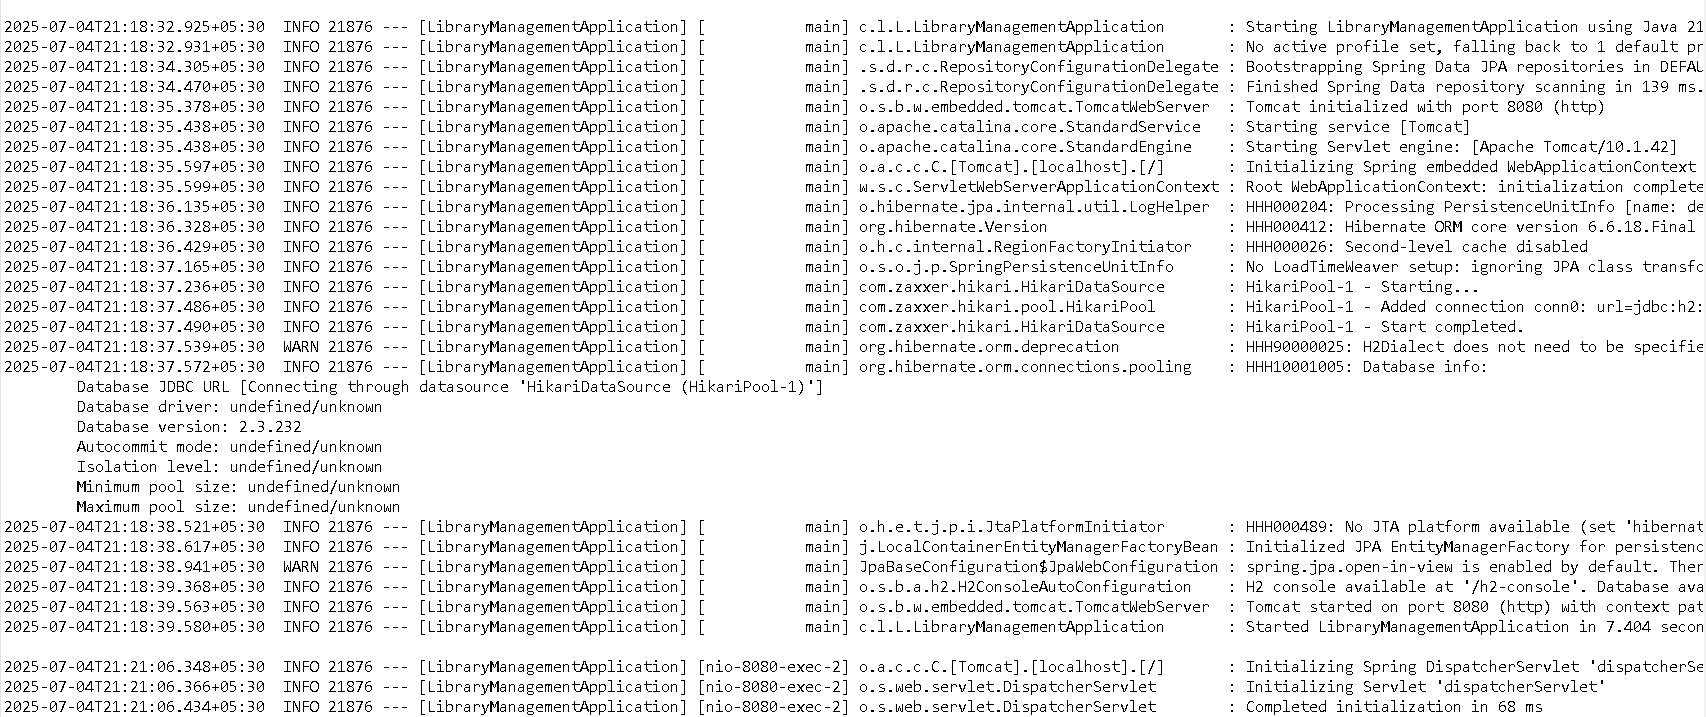 2025-07-04T21:18:32.925+05:30  INFO 21876 --- [LibraryManagementApplication] [           main] c.l.L.LibraryManagementApplication       : Starting LibraryManagementApplication using Java 21
2025-07-04T21:18:32.931+05:30  INFO 21876 --- [LibraryManagementApplication] [           main] c.l.L.LibraryManagementApplication       : No active profile set, falling back to 1 default pr
2025-07-04T21:18:34.305+05:30  INFO 21876 --- [LibraryManagementApplication] [           main] .s.d.r.c.RepositoryConfigurationDelegate : Bootstrapping Spring Data JPA repositories in DEFAU
2025-07-04T21:18:34.470+05:30  INFO 21876 --- [LibraryManagementApplication] [           main] .s.d.r.c.RepositoryConfigurationDelegate : Finished Spring Data repository scanning in 139 ms.
2025-07-04T21:18:35.378+05:30  INFO 21876 --- [LibraryManagementApplication] [           main] o.s.b.w.embedded.tomcat.TomcatWebServer  : Tomcat initialized with port 8080 (http)
2025-07-04T21:18:35.438+05:30  INFO 21876 --- [LibraryManagementApplication] [           main] o.apache.catalina.core.StandardService   : Starting service [Tomcat]
2025-07-04T21:18:35.438+05:30  INFO 21876 --- [LibraryManagementApplication] [           main] o.apache.catalina.core.StandardEngine    : Starting Servlet engine: [Apache Tomcat/10.1.42]
2025-07-04T21:18:35.597+05:30  INFO 21876 --- [LibraryManagementApplication] [           main] o.a.c.c.C.[Tomcat].[localhost].[/]       : Initializing Spring embedded WebApplicationContext
2025-07-04T21:18:35.599+05:30  INFO 21876 --- [LibraryManagementApplication] [           main] w.s.c.ServletWebServerApplicationContext : Root WebApplicationContext: initialization complete
2025-07-04T21:18:36.135+05:30  INFO 21876 --- [LibraryManagementApplication] [           main] o.hibernate.jpa.internal.util.LogHelper  : HHH000204: Processing PersistenceUnitInfo [name: de
2025-07-04T21:18:36.328+05:30  INFO 21876 --- [LibraryManagementApplication] [           main] org.hibernate.Version                    : HHH000412: Hibernate ORM core version 6.6.18.Final
2025-07-04T21:18:36.429+05:30  INFO 21876 --- [LibraryManagementApplication] [           main] o.h.c.internal.RegionFactoryInitiator    : HHH000026: Second-level cache disabled
2025-07-04T21:18:37.165+05:30  INFO 21876 --- [LibraryManagementApplication] [           main] o.s.o.j.p.SpringPersistenceUnitInfo      : No LoadTimeWeaver setup: ignoring JPA class transfo
2025-07-04T21:18:37.236+05:30  INFO 21876 --- [LibraryManagementApplication] [           main] com.zaxxer.hikari.HikariDataSource       : HikariPool-1 - Starting...
2025-07-04T21:18:37.486+05:30  INFO 21876 --- [LibraryManagementApplication] [           main] com.zaxxer.hikari.pool.HikariPool        : HikariPool-1 - Added connection conn0: url=jdbc:h2:
2025-07-04T21:18:37.490+05:30  INFO 21876 --- [LibraryManagementApplication] [           main] com.zaxxer.hikari.HikariDataSource       : HikariPool-1 - Start completed.
2025-07-04T21:18:37.539+05:30  WARN 21876 --- [LibraryManagementApplication] [           main] org.hibernate.orm.deprecation            : HHH90000025: H2Dialect does not need to be specifie
2025-07-04T21:18:37.572+05:30  INFO 21876 --- [LibraryManagementApplication] [           main] org.hibernate.orm.connections.pooling    : HHH10001005: Database info:
Database JDBC URL [Connecting through datasource 'HikariDataSource (HikariPool-1)']
Database driver: undefined/unknown
Database version: 2.3.232
Autocommit mode: undefined/unknown
Isolation level: undefined/unknown
Minimum pool size: undefined/unknown
Maximum pool size: undefined/unknown
2025-07-04T21:18:38.521+05:30  INFO 21876 --- [LibraryManagementApplication] [           main] o.h.e.t.j.p.i.JtaPlatformInitiator       : HHH000489: No JTA platform available (set 'hibernat
2025-07-04T21:18:38.617+05:30  INFO 21876 --- [LibraryManagementApplication] [           main] j.LocalContainerEntityManagerFactoryBean : Initialized JPA EntityManagerFactory for persistenc
2025-07-04T21:18:38.941+05:30  WARN 21876 --- [LibraryManagementApplication] [           main] JpaBaseConfiguration$JpaWebConfiguration : spring.jpa.open-in-view is enabled by default. Ther
2025-07-04T21:18:39.368+05:30  INFO 21876 --- [LibraryManagementApplication] [           main] o.s.b.a.h2.H2ConsoleAutoConfiguration    : H2 console available at '/h2-console'. Database ava
2025-07-04T21:18:39.563+05:30  INFO 21876 --- [LibraryManagementApplication] [           main] o.s.b.w.embedded.tomcat.TomcatWebServer  : Tomcat started on port 8080 (http) with context pat
2025-07-04T21:18:39.580+05:30  INFO 21876 --- [LibraryManagementApplication] [           main] c.l.L.LibraryManagementApplication       : Started LibraryManagementApplication in 7.404 secon
2025-07-04T21:21:06.348+05:30  INFO 21876 --- [LibraryManagementApplication] [nio-8080-exec-2] o.a.c.c.C.[Tomcat].[localhost].[/]       : Initializing Spring DispatcherServlet 'dispatcherSe
2025-07-04T21:21:06.366+05:30  INFO 21876 --- [LibraryManagementApplication] [nio-8080-exec-2] o.s.web.servlet.DispatcherServlet        : Initializing Servlet 'dispatcherServlet'
2025-07-04T21:21:06.434+05:30  INFO 21876 --- [LibraryManagementApplication] [nio-8080-exec-2] o.s.web.servlet.DispatcherServlet        : Completed initialization in 68 ms